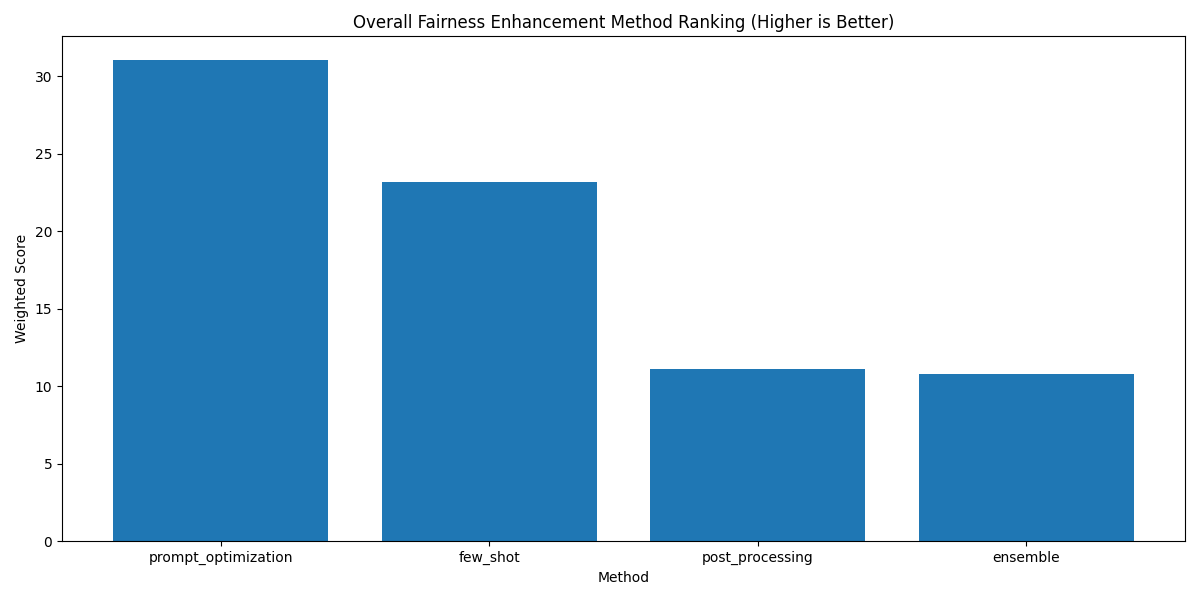 Overall Fairness Enhancement Method Ranking (Higher is Better)
Weighted Score
30
25
20
15
10
5
0
prompt_optimization
few_shot
post_processing
ensemble
Method